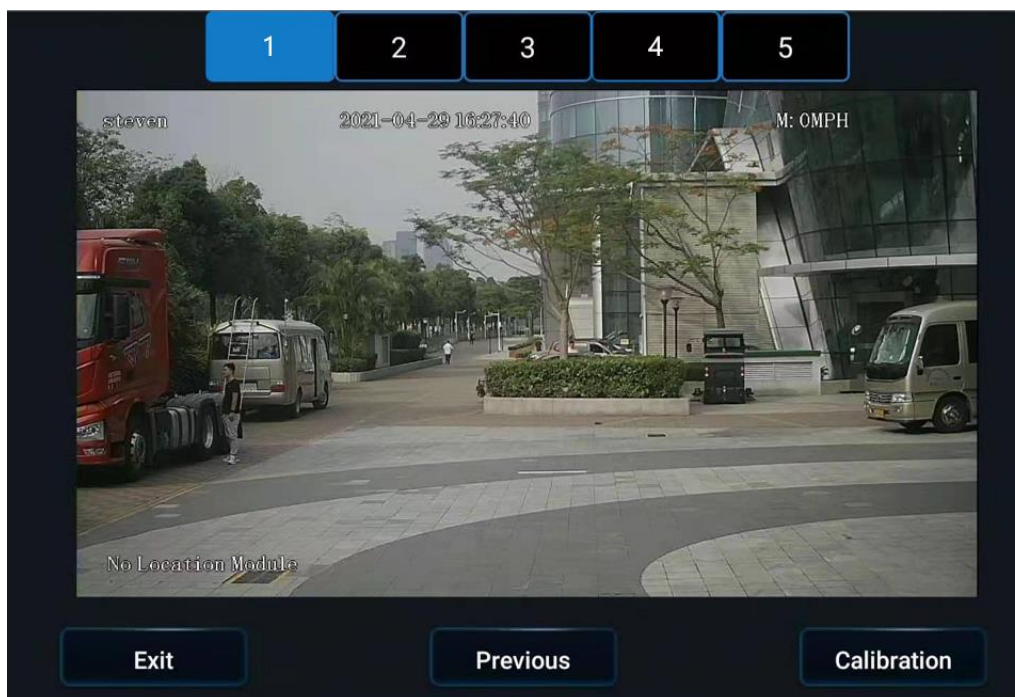 1
2
3
4
5
steven
2021-04-29 16:27:40
M: 0MPH
No Location Module
Exit
Previous
Calibration